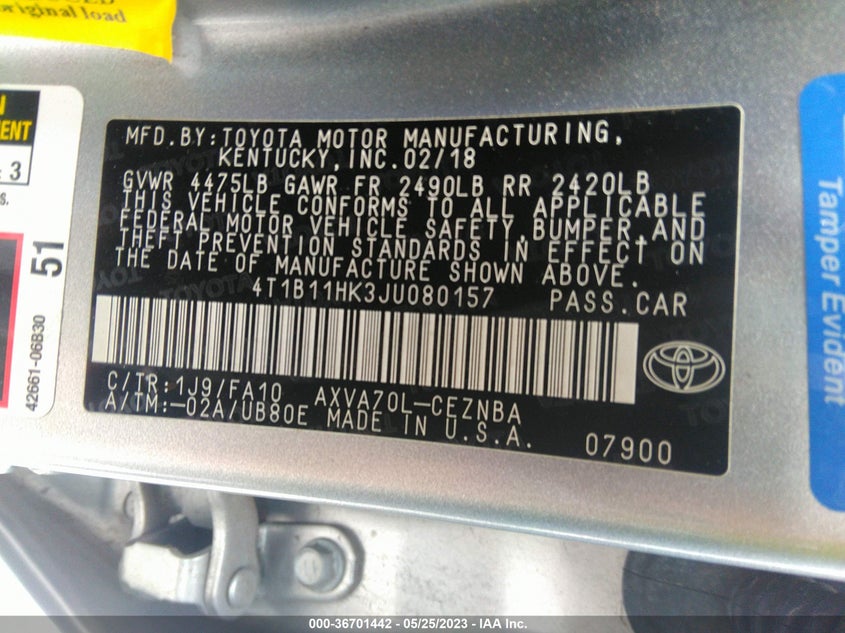 original load
MENT
3
s.
51
42661-06B30
MFD.BY:TOYOTA MOTOR MANUFACTURING,
KENTUCKY, INC.02/18
GVWR 4475LB GAWR FR 2490LB RR 2420LB
THIS VEHICLE CONFORMS TO ALL APPLICABLE
FEDERAL MOTOR VEHICLE SAFETY, BUMPER, AND
THEFT PREVENTION STANDARDS IN EFFECT ON
THE DATE OF MANUFACTURE SHOWN ABOVE.
4T1B11HK3JU080157 PASS.CAR
C/TR:1J9/FA10 AXVA70L-CEZNBA
A/TM:-02A/UB80E MADE IN U.S.A.
07900
Tamper Evident
000-36701442 - 05/25/2023 - IAA Inc.